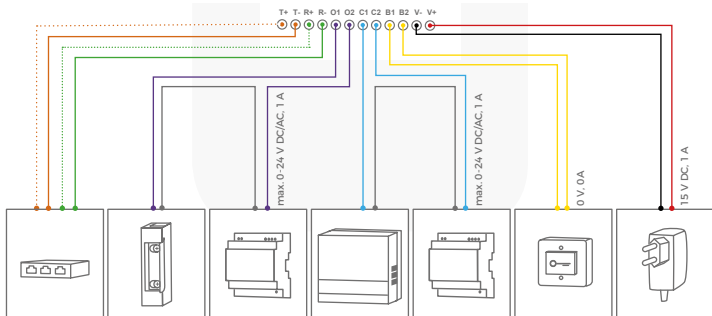 T+ T- R+ R- O1 O2 C1 C2 B1 B2 V- V+
max. 0-24 V DC/AC, 1 A
max. 0-24 V DC/AC, 1 A
0 V, 0A
15 V DC, 1 A